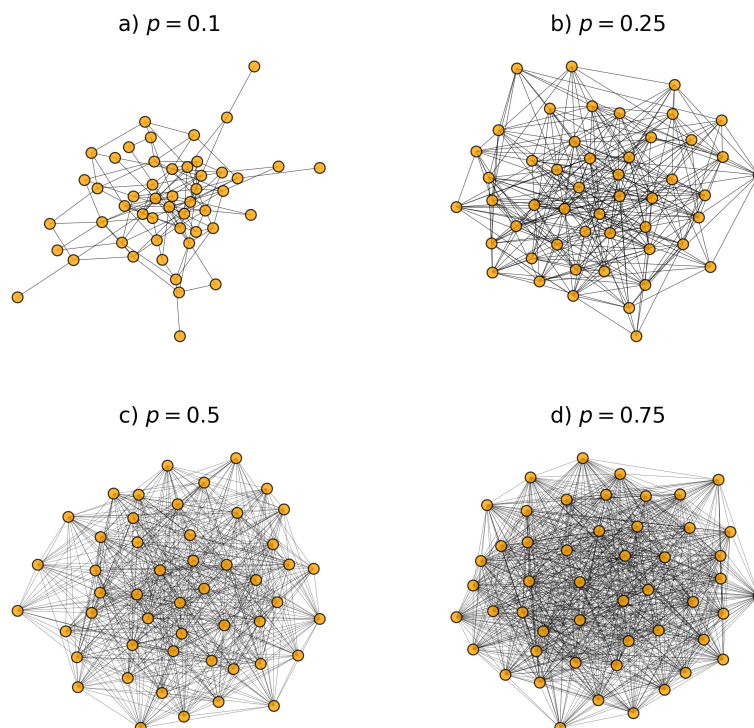 a) p = 0.1
b) p = 0.25
c) p = 0.5
d) p = 0.75